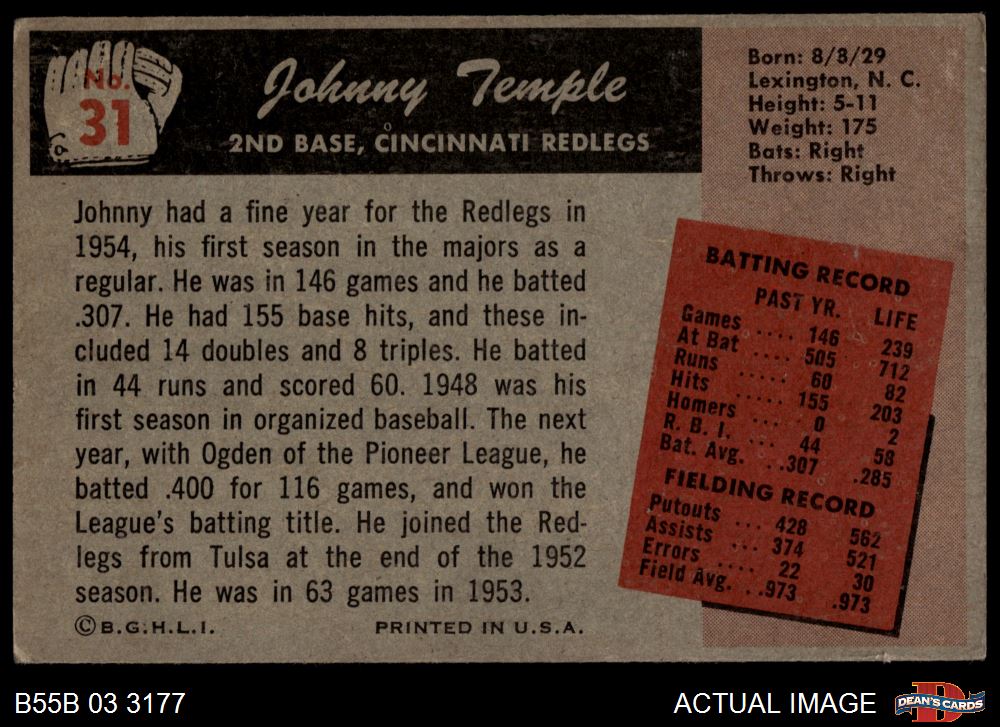 No.
31
Johnny Temple
2ND BASE, CINCINNATI REDLEGS
Born: 8/8/29
Lexington, N. C.
Height: 5-11
Weight: 175
Bats: Right
Throws: Right
Johnny had a fine year for the Redlegs in
1954, his first season in the majors as a
regular. He was in 146 games and he batted
.307. He had 155 base hits, and these in-
cluded 14 doubles and 8 triples. He batted
in 44 runs and scored 60. 1948 was his
first season in organized baseball. The next
year, with Ogden of the Pioneer League, he
batted .400 for 116 games, and won the
League's batting title. He joined the Red-
legs from Tulsa at the end of the 1952
season. He was in 63 games in 1953.
©B.G.H.L.I. PRINTED IN U.S.A.
BATTING RECORD
PAST YR. LIFE
Games .... 146 239
At Bat .... 505 712
Runs ..... 60 82
Hits ..... 155 203
Homers ... 0 2
R. B. I. ... 44 58
Bat. Avg. ..307 .285
FIELDING RECORD
Putouts ... 428 562
Assists ... 374 521
Errors .... 22 30
Field Avg. ..973 .973
B55B 03 3177
ACTUAL IMAGE
D
DEAN'S CARDS